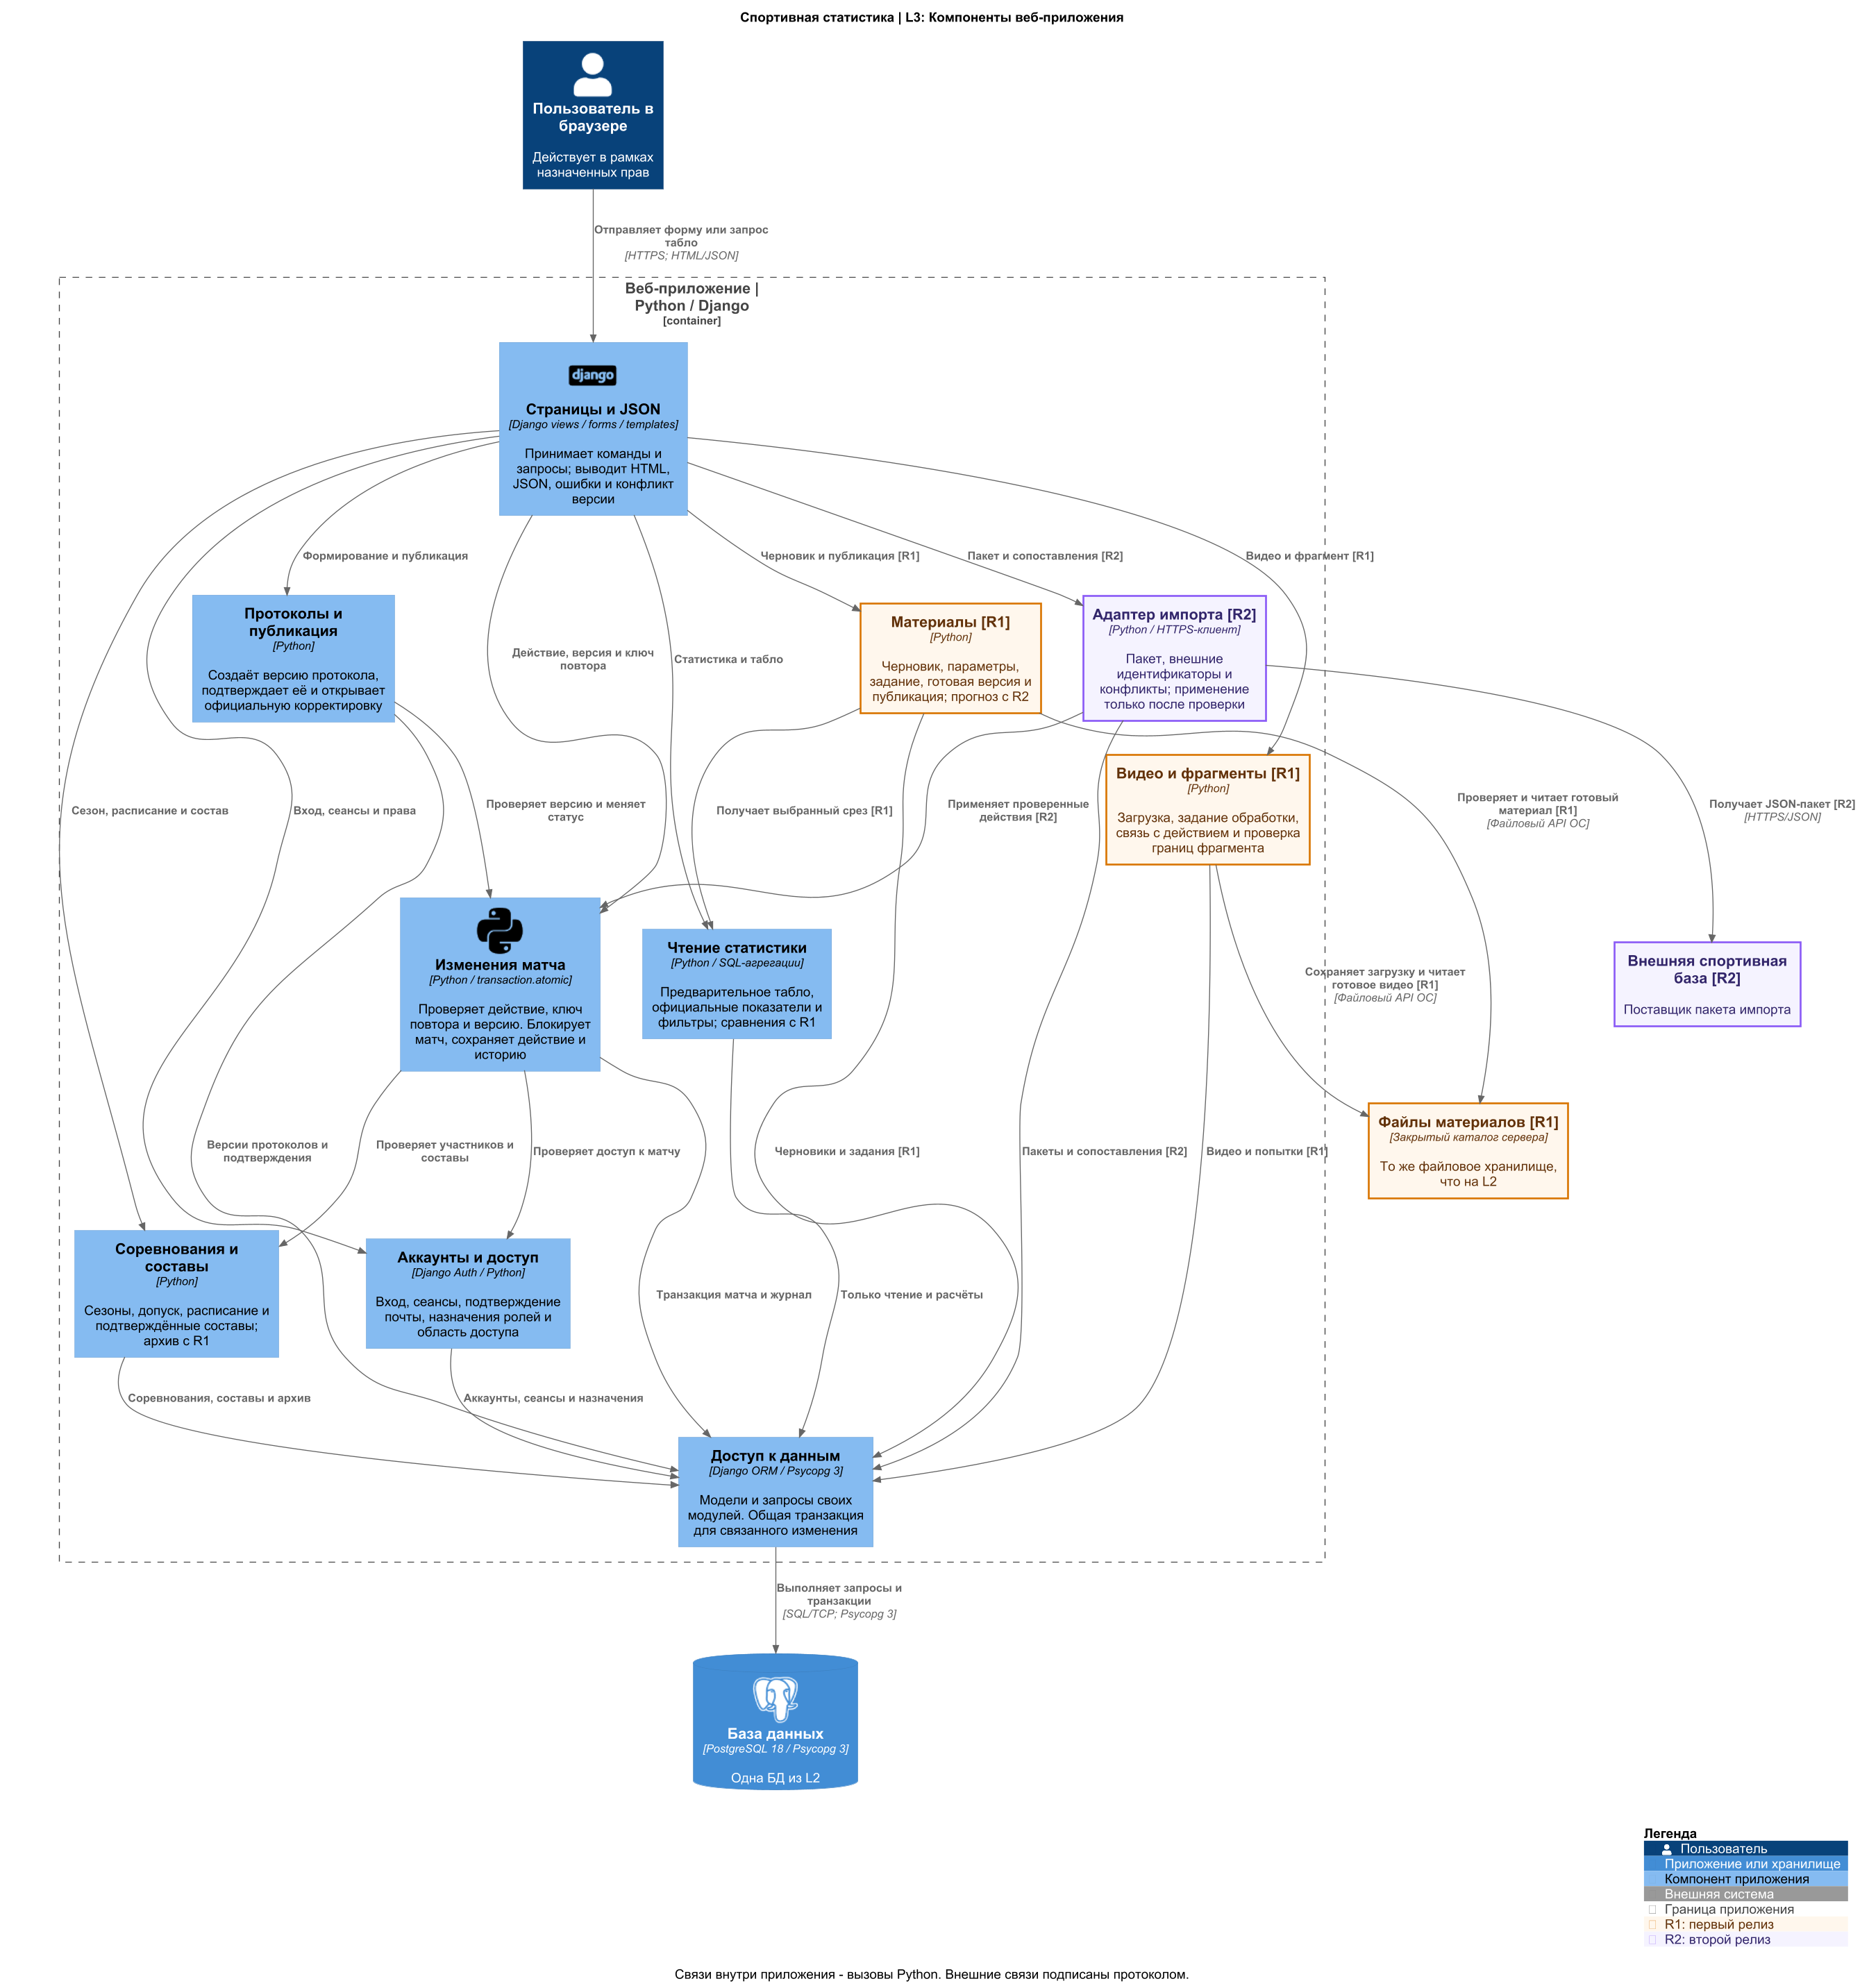 Спортивная статистика | L3: Компоненты веб-приложения
Пользователь в
браузере
Действует в рамках
назначенных прав
Отправляет форму или запрос
табло
[HTTPS; HTML/JSON]
Веб-приложение |
Python / Django
[container]
django
Страницы и JSON
[Django views / forms / templates]
Принимает команды и
запросы; выводит HTML,
JSON, ошибки и конфликт
версии
Формирование и публикация
Черновик и публикация [R1]
Пакет и сопоставления [R2]
Видео и фрагмент [R1]
Протоколы и
публикация
[Python]
Создаёт версию протокола,
подтверждает её и открывает
официальную корректировку
Действие, версия и ключ
повтора
Статистика и табло
Материалы [R1]
[Python]
Черновик, параметры,
задание, готовая версия и
публикация; прогноз с R2
Адаптер импорта [R2]
[Python / HTTPS-клиент]
Пакет, внешние
идентификаторы и
конфликты; применение
только после проверки
Видео и фрагменты [R1]
[Python]
Загрузка, задание обработки,
связь с действием и проверка
границ фрагмента
Сезон, расписание и состав
Вход, сеансы и права
Проверяет версию и меняет
статус
Получает выбранный срез [R1]
Применяет проверенные
действия [R2]
Проверяет и читает готовый
материал [R1]
[Файловый API ОС]
Получает JSON-пакет [R2]
[HTTPS/JSON]
Изменения матча
[Python / transaction.atomic]
Проверяет действие, ключ
повтора и версию. Блокирует
матч, сохраняет действие и
историю
Чтение статистики
[Python / SQL-агрегации]
Предварительное табло,
официальные показатели и
фильтры; сравнения с R1
Сохраняет загрузку и читает
готовое видео [R1]
[Файловый API ОС]
Внешняя спортивная
база [R2]
Поставщик пакета импорта
Файлы материалов [R1]
[Закрытый каталог сервера]
То же файловое хранилище,
что на L2
Версии протоколов и
подтверждения
Проверяет участников и
составы
Проверяет доступ к матчу
Черновики и задания [R1]
Пакеты и сопоставления [R2]
Видео и попытки [R1]
Соревнования и
составы
[Python]
Сезоны, допуск, расписание и
подтверждённые составы;
архив с R1
Аккаунты и доступ
[Django Auth / Python]
Вход, сеансы, подтверждение
почты, назначения ролей и
область доступа
Транзакция матча и журнал
Только чтение и расчёты
Соревнования, составы и архив
Аккаунты, сеансы и назначения
Доступ к данным
[Django ORM / Psycopg 3]
Модели и запросы своих
модулей. Общая транзакция
для связанного изменения
Выполняет запросы и
транзакции
[SQL/TCP; Psycopg 3]
База данных
[PostgreSQL 18 / Psycopg 3]
Одна БД из L2
Легенда
Пользователь
Приложение или хранилище
Компонент приложения
Внешняя система
Граница приложения
R1: первый релиз
R2: второй релиз
Связи внутри приложения - вызовы Python. Внешние связи подписаны протоколом.